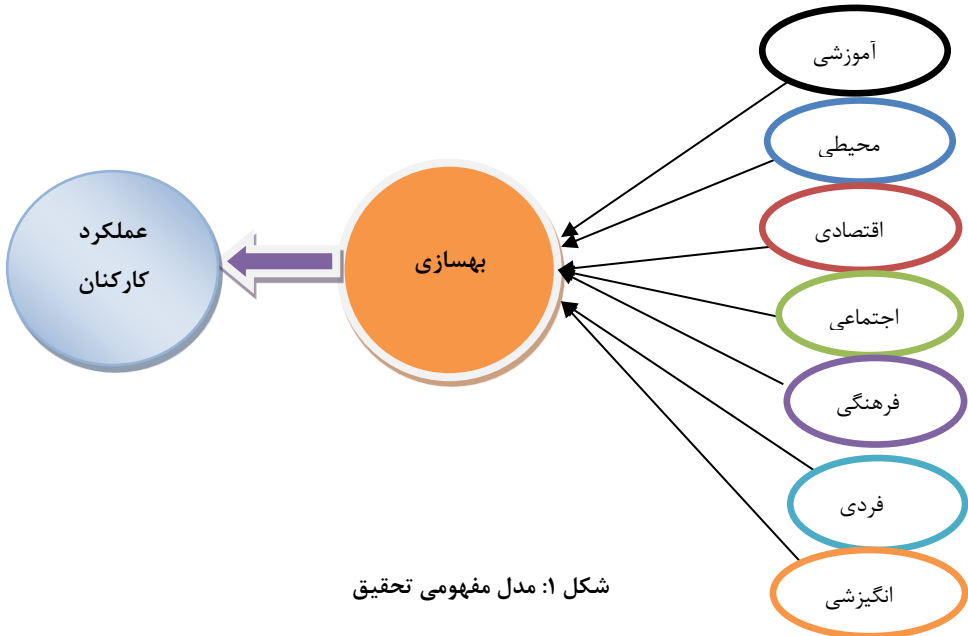 آموزشی
محیطی
اقتصادی
اجتماعی
فرهنگی
فردی
انگیزشی
بهسازی
عملکرد
کارکنان
شکل ۱: مدل مفهومی تحقیق